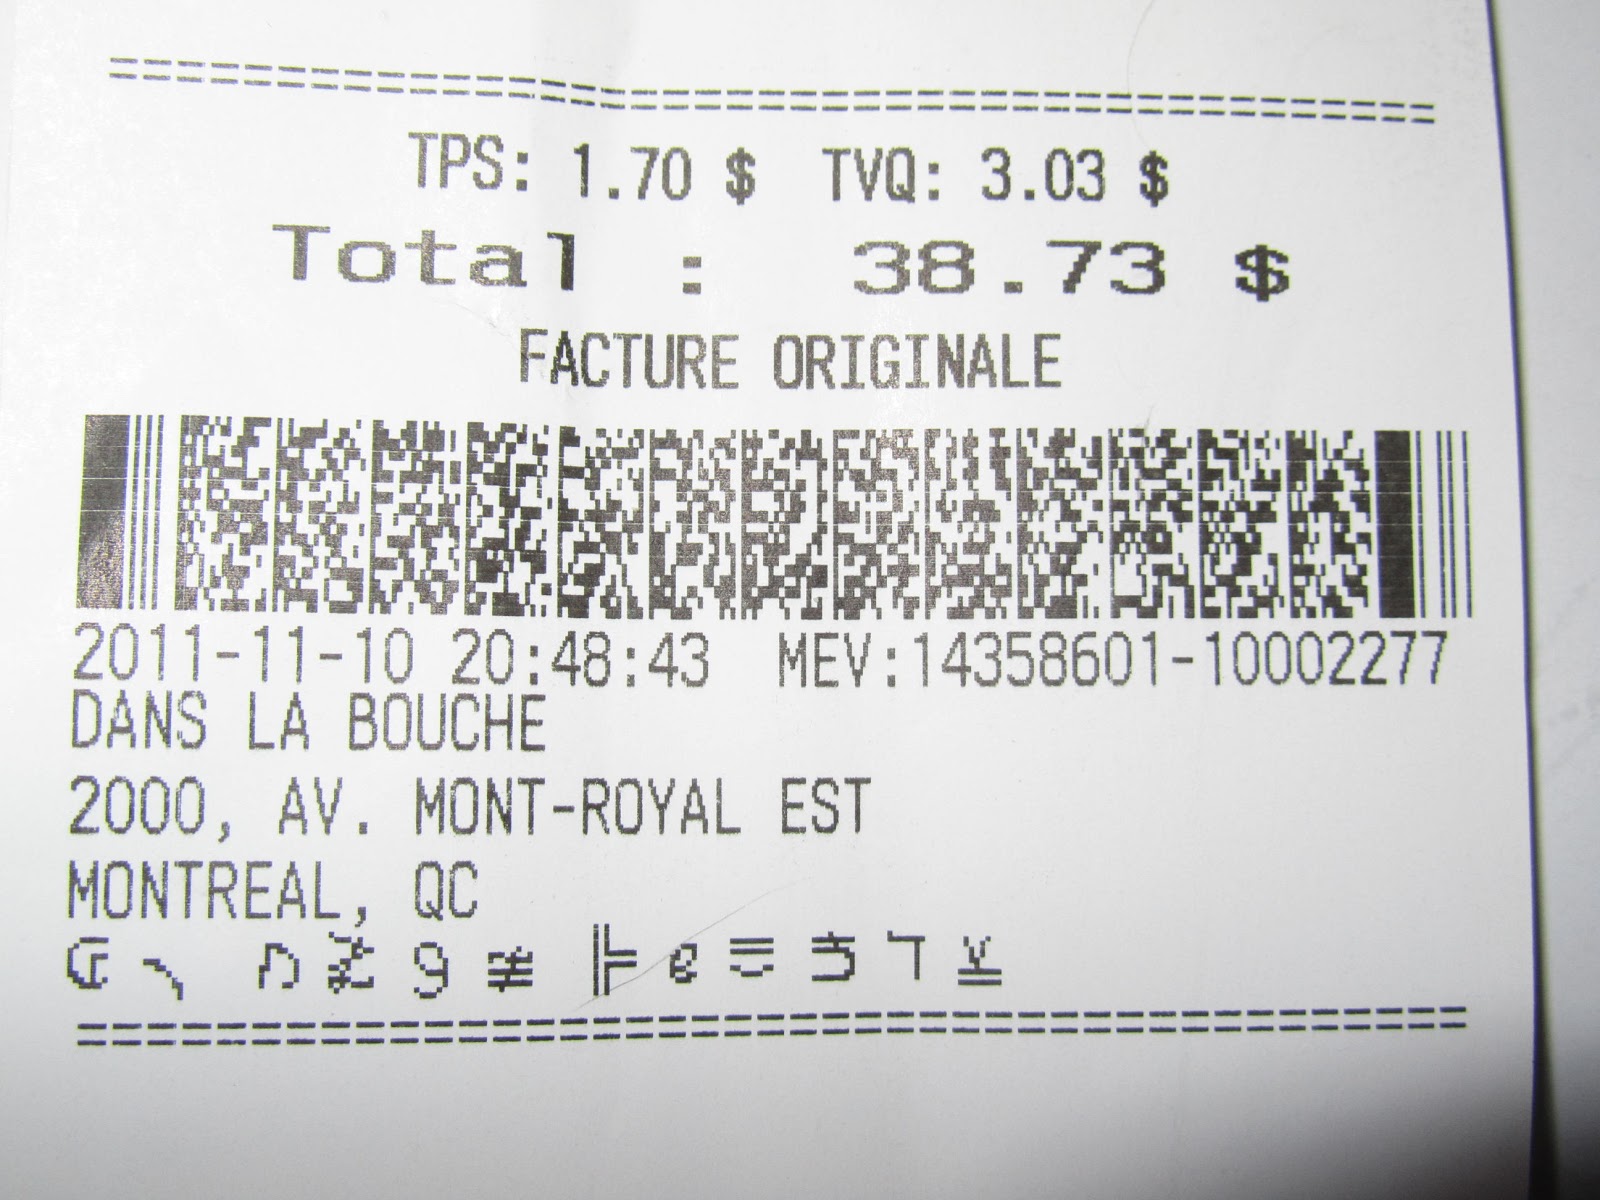 TPS: 1.70 $ TVQ: 3.03 $
Total : 38.73 $
FACTURE ORIGINALE
2011-11-10 20:48:43 MEV:14358601-10002277
DANS LA BOUCHE
2000, AV. MONT-ROYAL EST
MONTREAL, QC